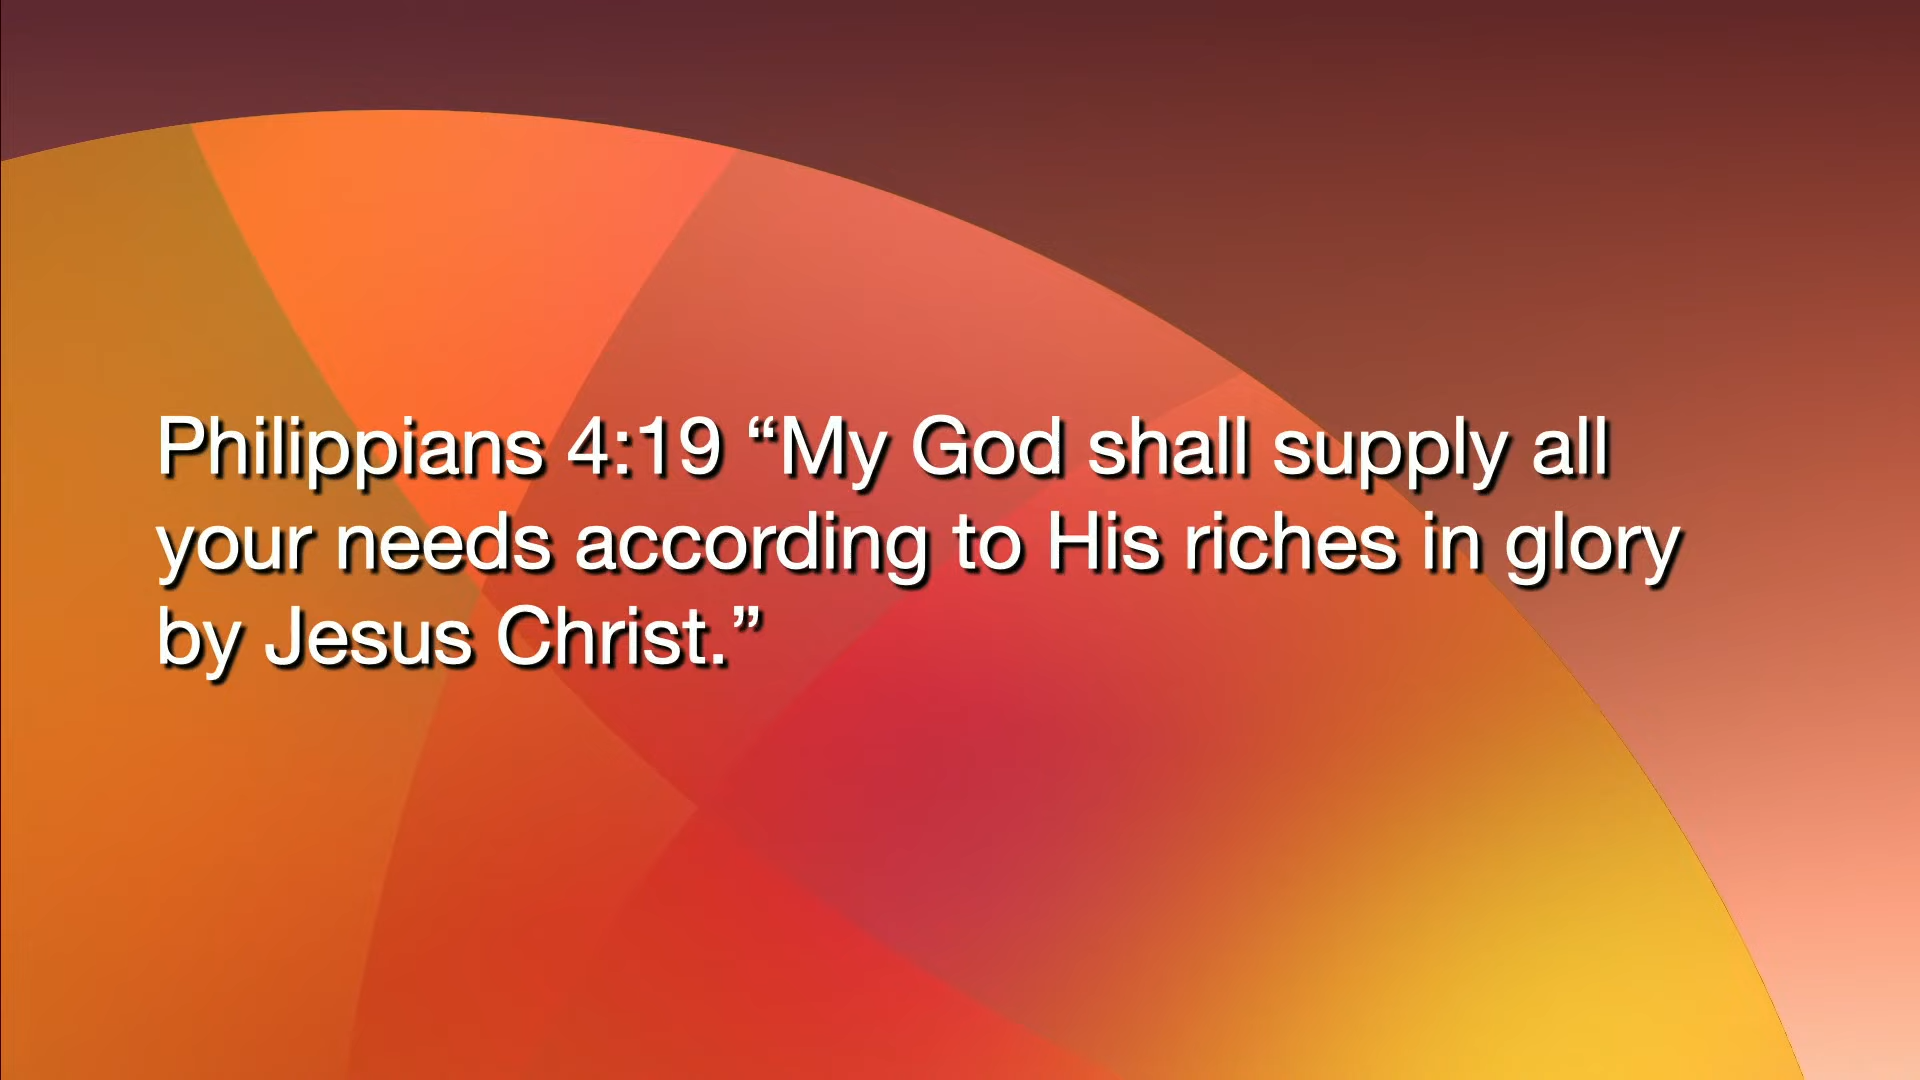 Philippians 4:19 “My God shall supply all
your needs according to His riches in glory
by Jesus Christ.”